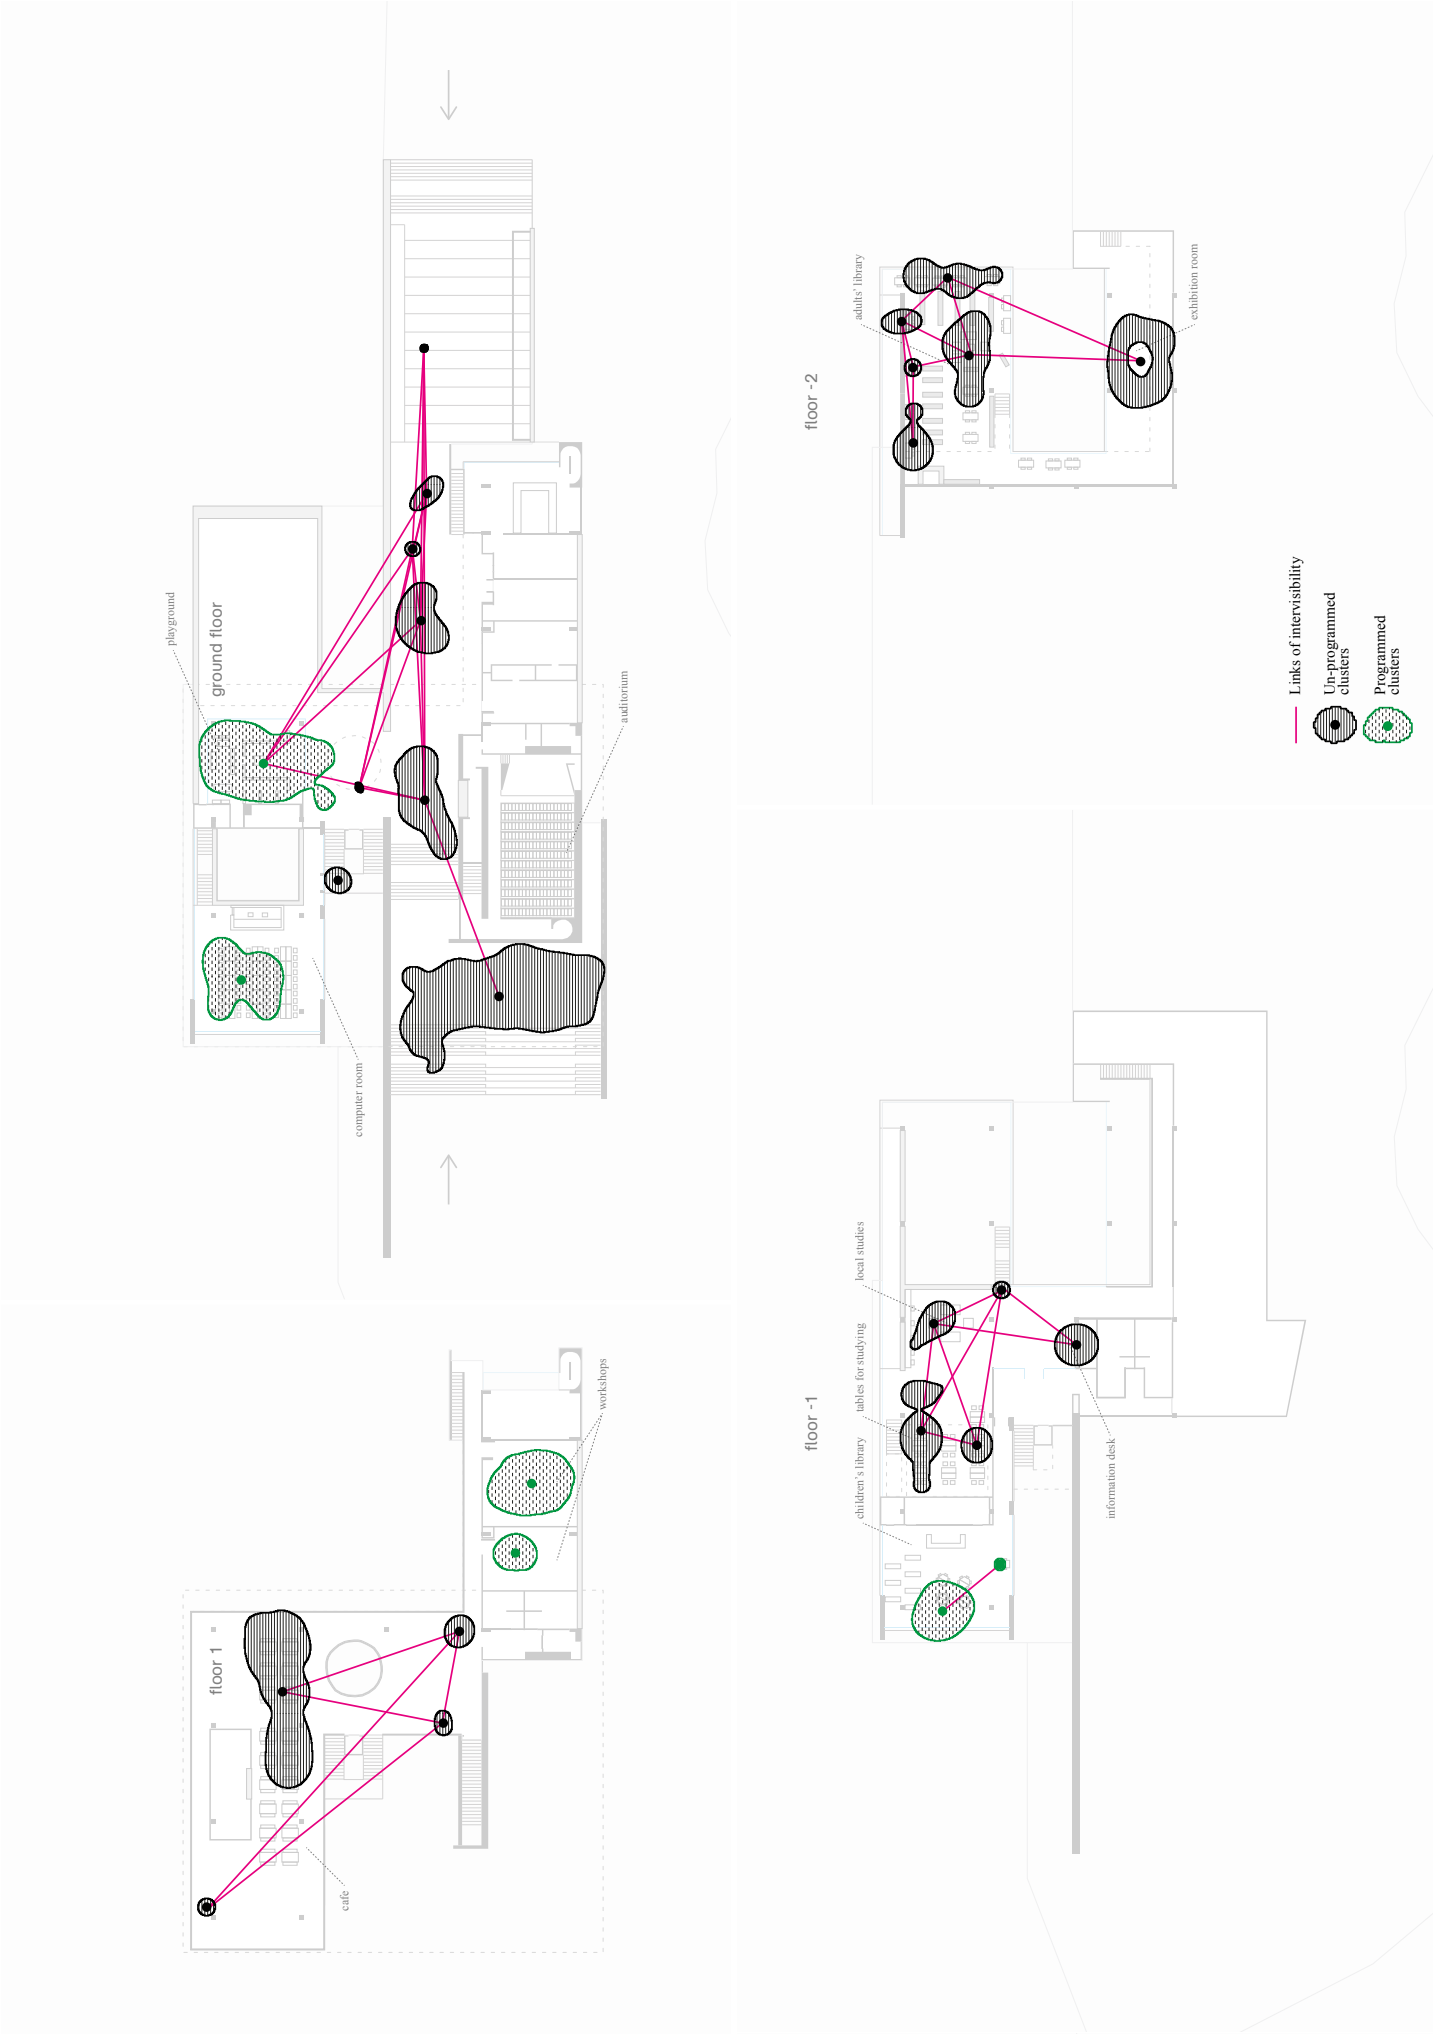 floor 1
cafe
workshops
ground floor
playground
computer room
auditorium
floor -1
children's library
tables for studying
local studies
information desk
floor -2
adults' library
exhibition room
Links of intervisibility
Un-programmed
clusters
Programmed
clusters